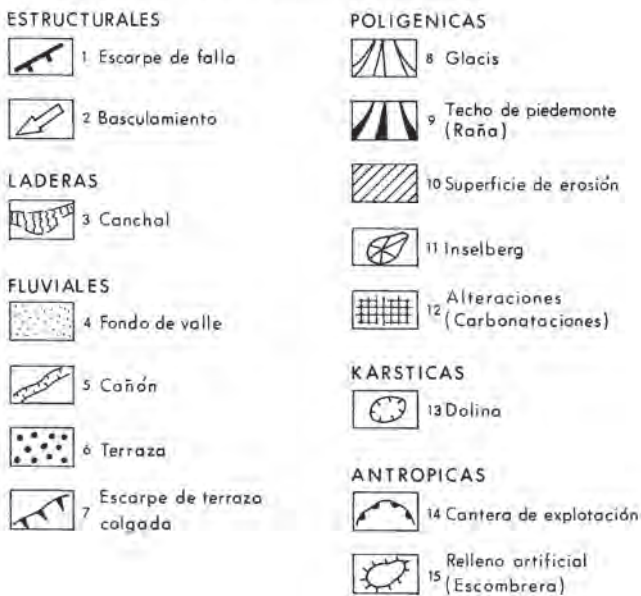 ESTRUCTURALES
1 Escarpe de falla
2 Basculamiento
LADERAS
3 Canchal
FLUVIALES
4 Fondo de valle
5 Cañón
6 Terraza
7 Escarpe de terraza
colgada
POLIGENICAS
8 Glacis
9 Techo de piedemonte
(Raña)
10 Superficie de erosión
11 Inselberg
12 Alteraciones
(Carbonataciones)
KARSTICAS
13 Dolina
ANTROPICAS
14 Cantera de explotación
15 Relleno artificial
(Escombrera)